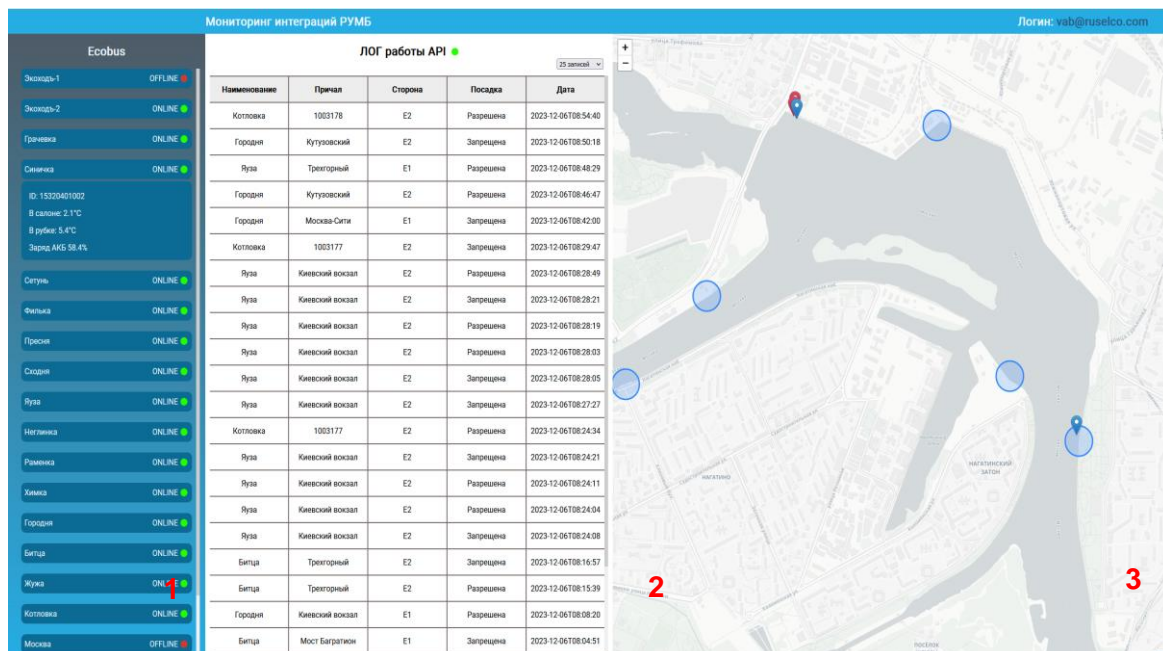 Мониторинг интеграций РУМБ
Логин: vab@ruselco.com
Ecobus
Экоходъ-1 OFFLINE
Экоходъ-2 ONLINE
Грачевка ONLINE
Синичка ONLINE
ID: 15320401002
В салоне: 2.1°C
В рубке: 5.4°C
Заряд АКБ 58.4%
Сетунь ONLINE
Филька ONLINE
Пресня ONLINE
Сходня ONLINE
Яуза ONLINE
Неглинка ONLINE
Раменка ONLINE
Химка ONLINE
Городня ONLINE
Битца ONLINE
Жужа ONLINE
1
Котловка ONLINE
Москва OFFLINE
ЛОГ работы API
25 записей
Наименование Причал Сторона Посадка Дата
Котловка 1003178 E2 Разрешена 2023-12-06T08:54:40
Городня Кутузовский E2 Запрещена 2023-12-06T08:50:18
Яуза Трехгорный E1 Разрешена 2023-12-06T08:48:29
Городня Кутузовский E2 Разрешена 2023-12-06T08:46:47
Городня Москва-Сити E1 Запрещена 2023-12-06T08:42:00
Котловка 1003177 E2 Разрешена 2023-12-06T08:29:47
Яуза Киевский вокзал E2 Разрешена 2023-12-06T08:28:49
Яуза Киевский вокзал E2 Запрещена 2023-12-06T08:28:21
Яуза Киевский вокзал E2 Разрешена 2023-12-06T08:28:19
Яуза Киевский вокзал E2 Разрешена 2023-12-06T08:28:03
Яуза Киевский вокзал E2 Запрещена 2023-12-06T08:28:05
Яуза Киевский вокзал E2 Запрещена 2023-12-06T08:27:27
Котловка 1003177 E2 Разрешена 2023-12-06T08:24:34
Яуза Киевский вокзал E2 Разрешена 2023-12-06T08:24:21
Яуза Киевский вокзал E2 Запрещена 2023-12-06T08:24:11
Яуза Киевский вокзал E2 Разрешена 2023-12-06T08:24:04
Яуза Киевский вокзал E2 Запрещена 2023-12-06T08:24:08
Битца Трехгорный E2 Запрещена 2023-12-06T08:16:57
Битца Трехгорный E2 Разрешена 2023-12-06T08:15:39
Городня Киевский вокзал E1 Разрешена 2023-12-06T08:08:20
Битца Мост Багратион E1 Запрещена 2023-12-06T08:04:51
+
−
НАГАТИНО
НАГАТИНСКИЙ
ЗАТОН
2
3